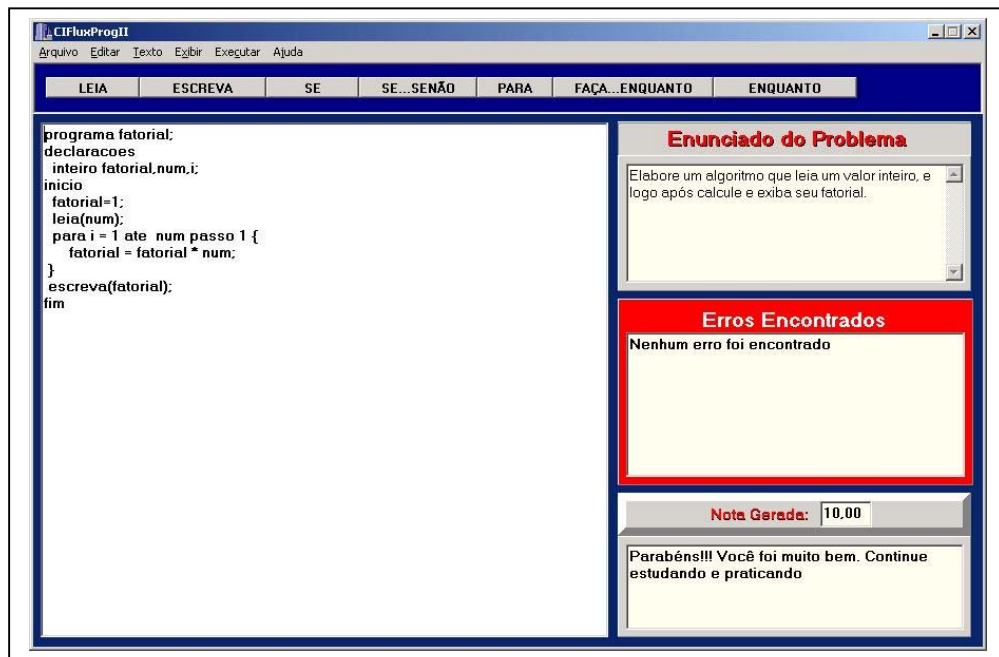 CIFluxProgII
Arquivo Editar Texto Exibir Executar Ajuda
LEIA ESCREVA SE SE...SENÃO PARA FAÇA...ENQUANTO ENQUANTO
programa fatorial;
declaracoes
inteiro fatorial,num,i;
inicio
fatorial=1;
leia(num);
para i = 1 ate num passo 1 {
fatorial = fatorial * num;
}
escreva(fatorial);
fim
Enunciado do Problema
Elabore um algoritmo que leia um valor inteiro, e
logo após calcule e exiba seu fatorial.
Erros Encontrados
Nenhum erro foi encontrado
Nota Gerada: 10,00
Parabéns!!! Você foi muito bem. Continue
estudando e praticando